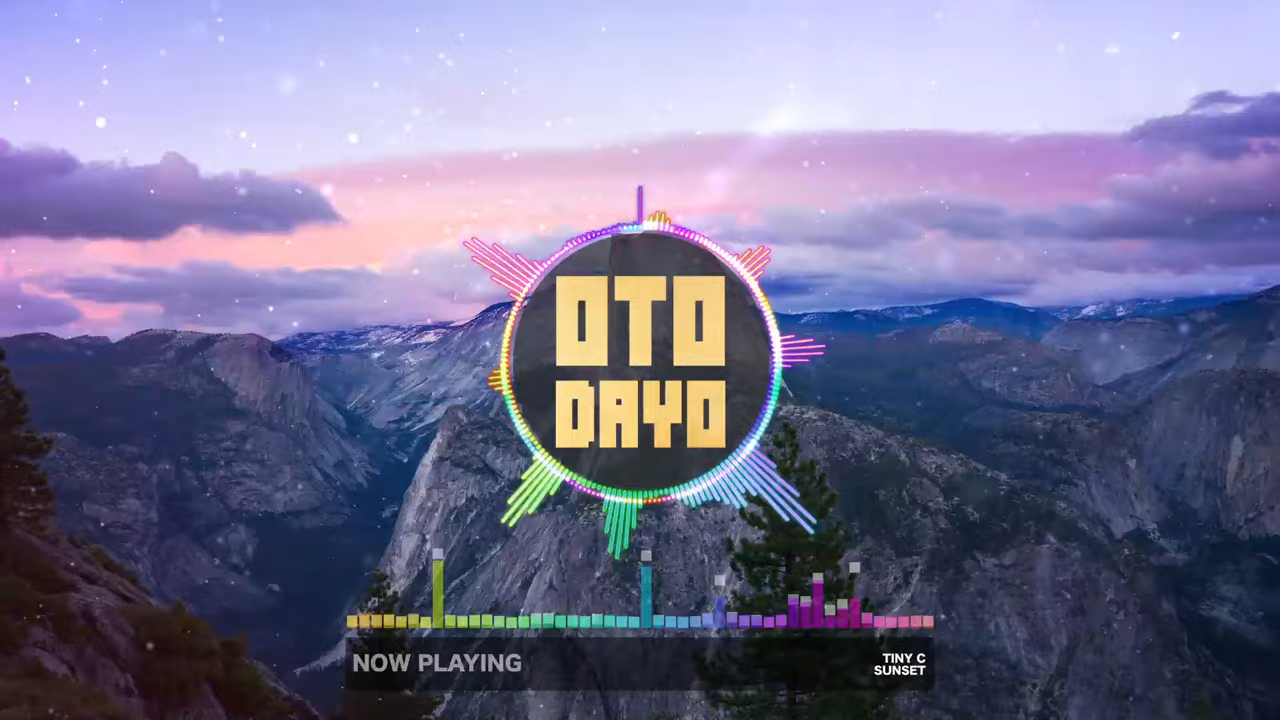 OTO
DAYO
NOW PLAYING
TINY C
SUNSET